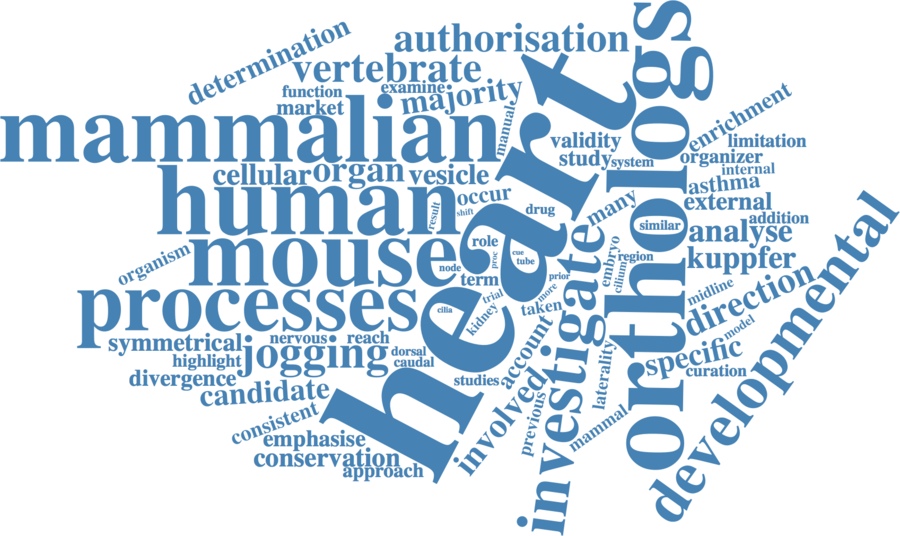 determination
authorisation
vertebrate
function
examine
market
majority
manual
mammalian
heart
orthologs
validity
study
system
enrichment
limitation
organizer
internal
cellular
organ
vesicle
human
result
occur
shift
drug
many
asthma
external
similar
addition
analyse
mouse
role
proc
cue
tube
node
term
organism
investigate
embryo
region
cilium
kuppfer
processes
cilia
trial
kidney
more
prior
taken
midline
direction
developmental
symmetrical
nervous
reach
highlight
jogging
dorsal
caudal
account
model
specific
curation
divergence
candidate
studies
involved
laterality
consistent
emphasise
previous
mammal
conservation
approach